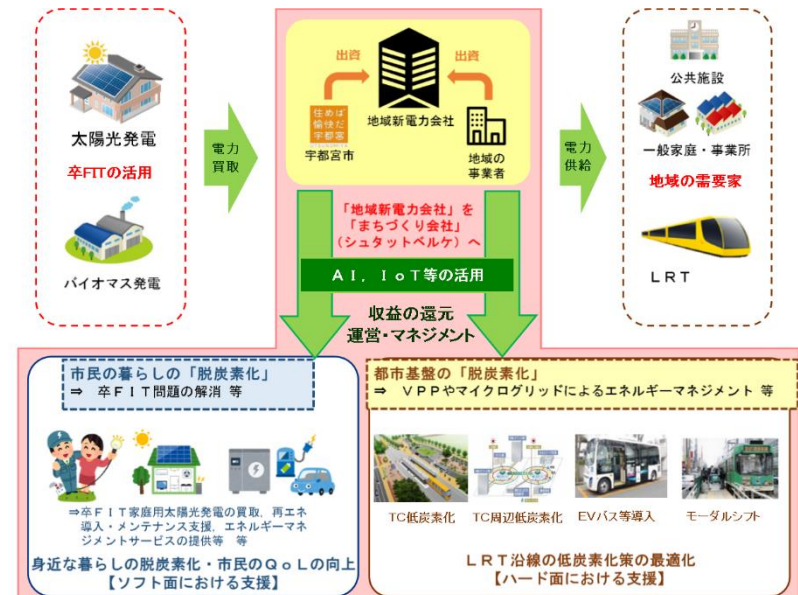 太陽光発電
卒FITの活用
バイオマス発電
電力
買取
出資
出資
地域新電力会社
住めば
愉快だ
宇都宮
宇都宮市
地域の
事業者
電力
供給
公共施設
一般家庭・事業所
地域の需要家
LRT
「地域新電力会社」を
「まちづくり会社」
（シュタットベルケ）へ
ＡＩ，ＩｏＴ等の活用
収益の還元
運営・マネジメント
市民の暮らしの「脱炭素化」
⇒ 卒ＦＩＴ問題の解消 等
⇒卒ＦＩＴ家庭用太陽光発電の買取、再エネ
導入・メンテナンス支援、エネルギーマネ
ジメントサービスの提供等 等
身近な暮らしの脱炭素化・市民のＱｏＬの向上
【ソフト面における支援】
都市基盤の「脱炭素化」
⇒ ＶＰＰやマイクログリッドによるエネルギーマネジメント 等
TC低炭素化
TC周辺低炭素化
EVバス等導入
モーダルシフト
ＬＲＴ沿線の低炭素化策の最適化
【ハード面における支援】